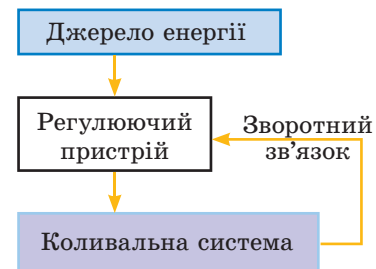 Джерело енергії
Регулюючий
пристрій
Зворотний
зв’язок
Коливальна система